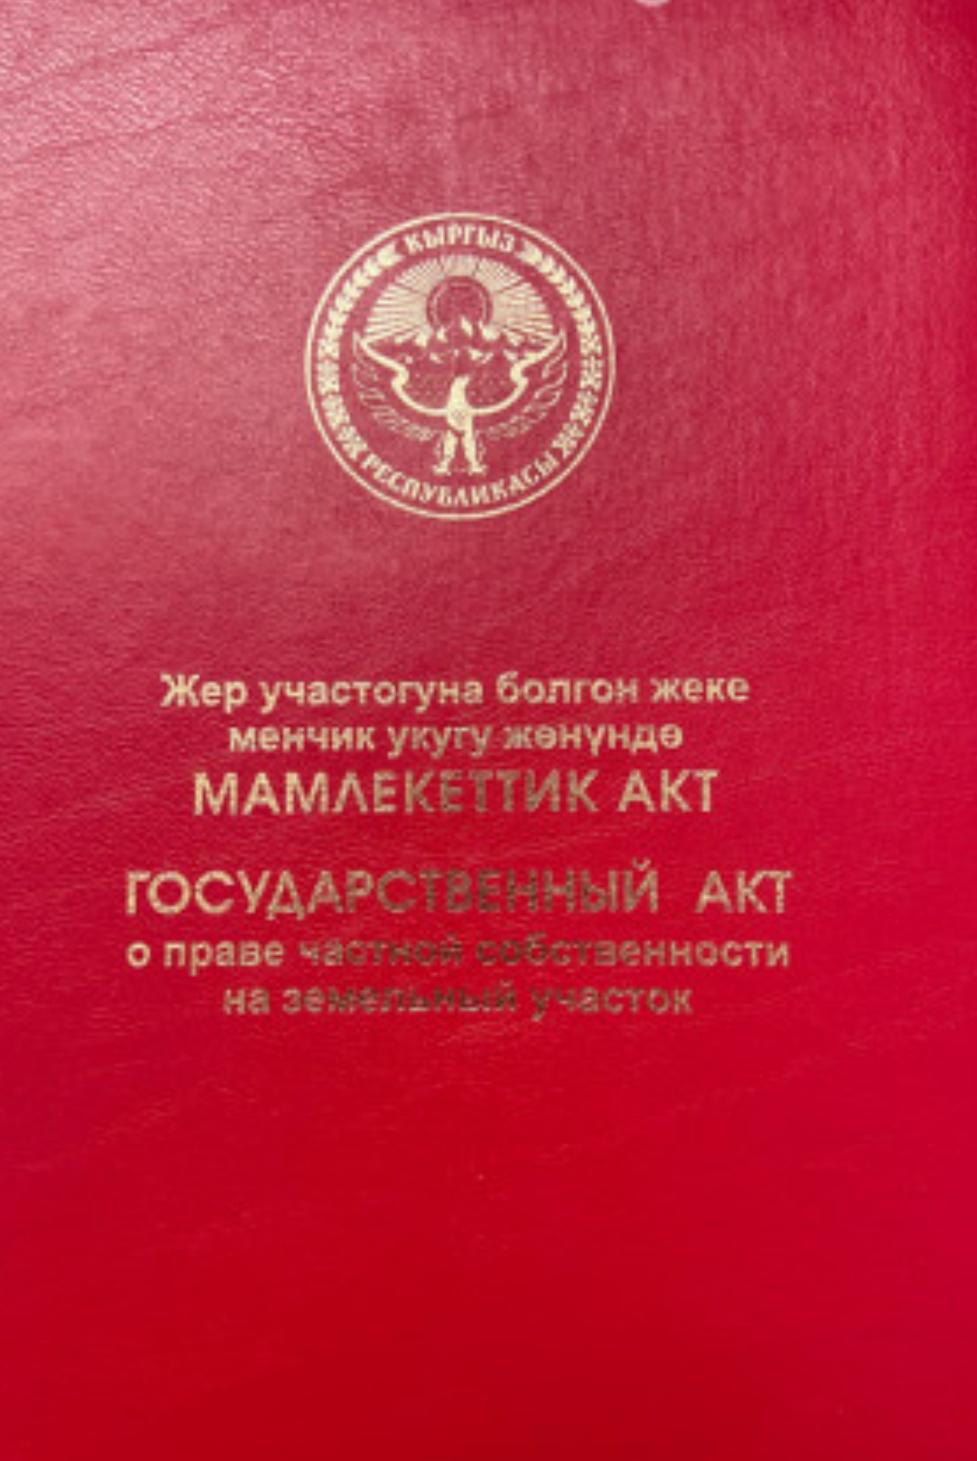 КЫРГЫЗ
РЕСПУБЛИКАСЫ
Жер участогуна болгон жеке
менчик укугу жөнүндө
МАМЛЕКЕТТИК АКТ
ГОСУДАРСТВЕННЫЙ АКТ
о праве частной собственности
на земельный участок